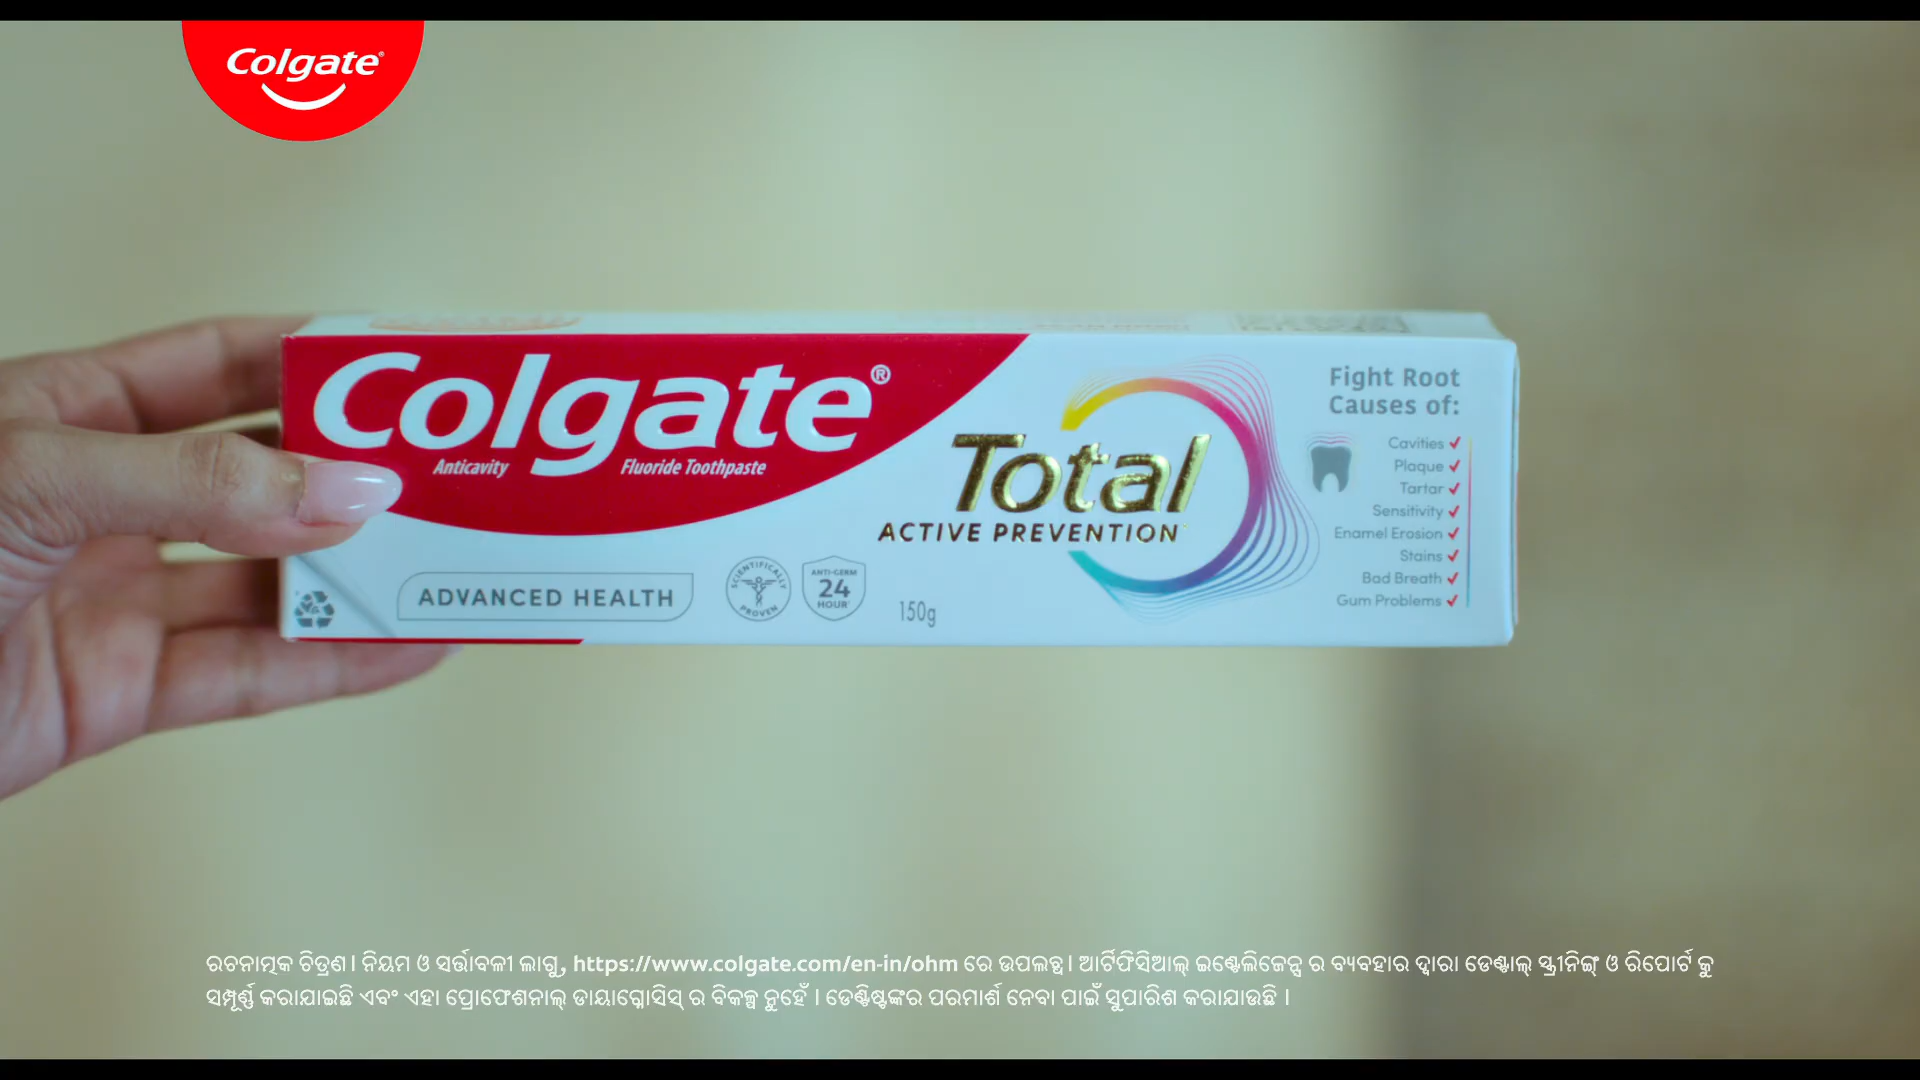 Colgate®
Colgate®
Anticavity Fluoride Toothpaste
Total
ACTIVE PREVENTION
ADVANCED HEALTH
SCIENTIFICALLY PROVEN
ANTI-GERM
24
HOUR
150g
Fight Root
Causes of:
Cavities
Plaque
Tartar
Sensitivity
Enamel Erosion
Stains
Bad Breath
Gum Problems
ରଚନାତ୍ମକ ଚିତ୍ରଣ। ନିୟମ ଓ ସର୍ତ୍ତାବଳୀ ଲାଗୁ, https://www.colgate.com/en-in/ohm ରେ ଉପଲବ୍ଧ। ଆର୍ଟିଫିସିଆଲ୍ ଇଣ୍ଟେଲିଜେନ୍ସ ର ବ୍ୟବହାର ଦ୍ୱାରା ଡେଣ୍ଟାଲ୍ ସ୍କ୍ରୀନିଙ୍ଗ୍ ଓ ରିପୋର୍ଟ କୁ
ସମ୍ପୂର୍ଣ୍ଣ କରାଯାଇଛି ଏବଂ ଏହା ପ୍ରୋଫେଶନାଲ୍ ଡାୟାଗ୍ନୋସିସ୍ ର ବିକଳ୍ପ ନୁହେଁ । ଡେଣ୍ଟିଷ୍ଟଙ୍କର ପରାମର୍ଶ ନେବା ପାଇଁ ସୁପାରିଶ କରାଯାଉଛି ।